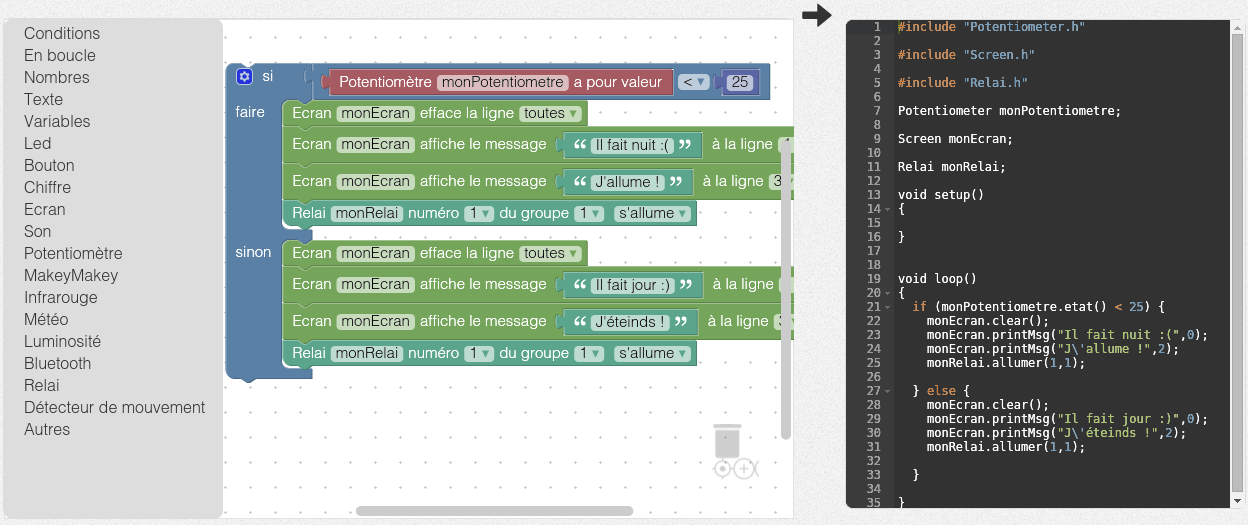 Conditions
En boucle
Nombres
Texte
Variables
Led
Bouton
Chiffre
Ecran
Son
Potentiomètre
MakeyMakey
Infrarouge
Météo
Luminosité
Bluetooth
Relai
Détecteur de mouvement
Autres
si Potentiomètre monPotentiometre a pour valeur < ▾ 25
faire Ecran monEcran efface la ligne toutes ▾
Ecran monEcran affiche le message “ Il fait nuit :( ” à la ligne
Ecran monEcran affiche le message “ J'allume ! ” à la ligne 3
Relai monRelai numéro 1 ▾ du groupe 1 ▾ s'allume ▾
sinon Ecran monEcran efface la ligne toutes ▾
Ecran monEcran affiche le message “ Il fait jour :) ” à la ligne
Ecran monEcran affiche le message “ J'éteinds ! ” à la ligne 3
Relai monRelai numéro 1 ▾ du groupe 1 ▾ s'allume ▾
1 #include "Potentiometer.h"
2
3 #include "Screen.h"
4
5 #include "Relai.h"
6
7 Potentiometer monPotentiometre;
8
9 Screen monEcran;
10
11 Relai monRelai;
12
13 void setup()
14 {
15
16 }
17
18
19 void loop()
20 {
21 if (monPotentiometre.etat() < 25) {
22 monEcran.clear();
23 monEcran.printMsg("Il fait nuit :(",0);
24 monEcran.printMsg("J\'allume !",2);
25 monRelai.allumer(1,1);
26
27 } else {
28 monEcran.clear();
29 monEcran.printMsg("Il fait jour :)",0);
30 monEcran.printMsg("J\'éteinds !",2);
31 monRelai.allumer(1,1);
32
33 }
34
35 }